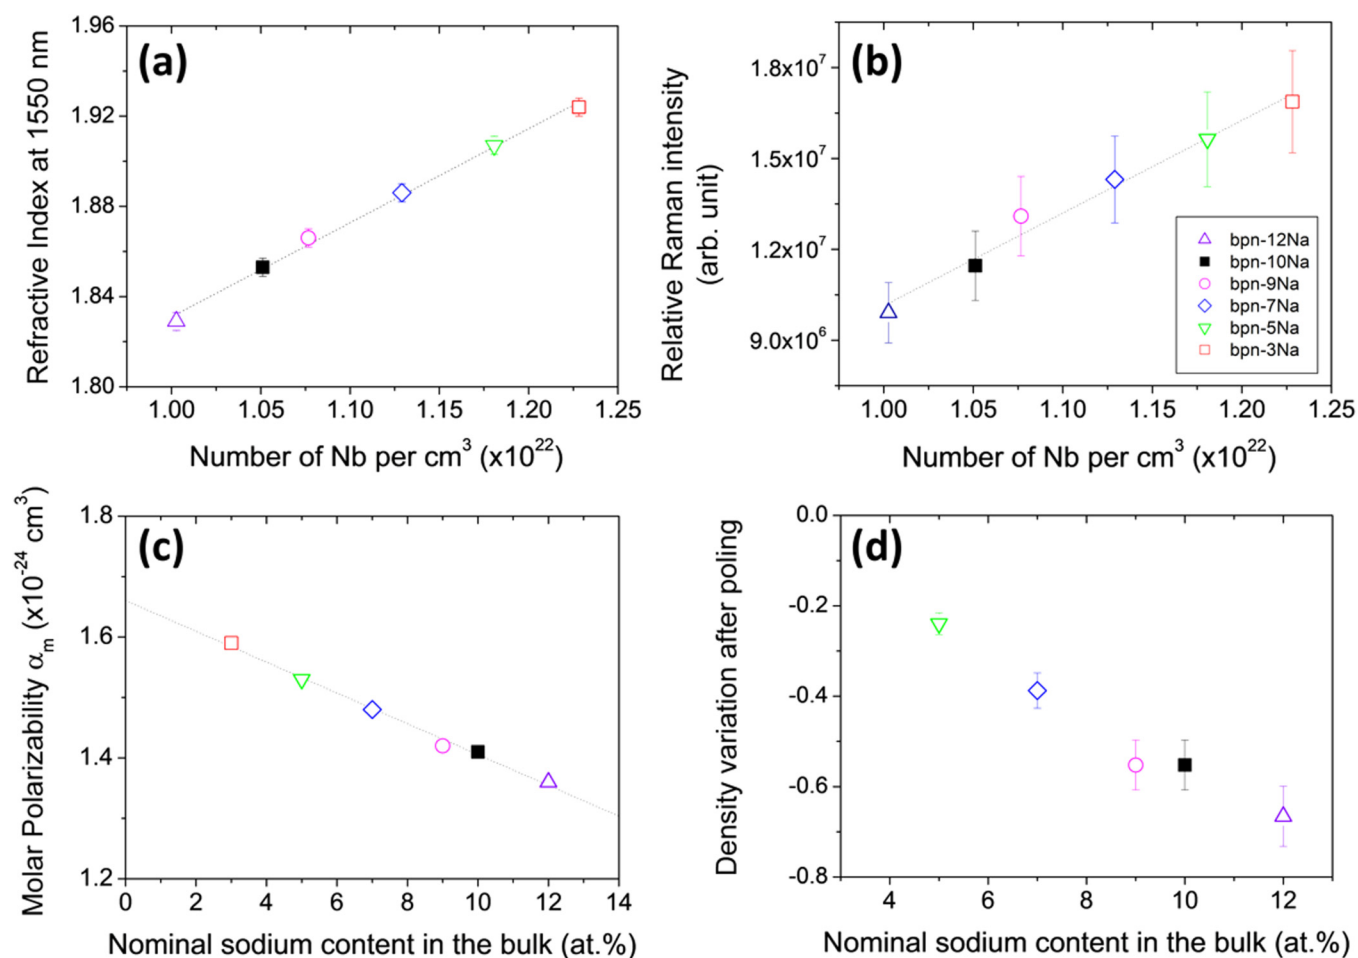 (a)
Refractive Index at 1550 nm
1.96
1.92
1.88
1.84
1.80
1.00
1.05
1.10
1.15
1.20
1.25
Number of Nb per cm³ (x10²²)
(b)
Relative Raman intensity
(arb. unit)
1.8x10⁷
1.5x10⁷
1.2x10⁷
9.0x10⁶
bpn-12Na
bpn-10Na
bpn-9Na
bpn-7Na
bpn-5Na
bpn-3Na
1.00
1.05
1.10
1.15
1.20
1.25
Number of Nb per cm³ (x10²²)
(c)
Molar Polarizability αₘ (x10⁻²⁴ cm³)
1.8
1.6
1.4
1.2
0
2
4
6
8
10
12
14
Nominal sodium content in the bulk (at.%)
(d)
Density variation after poling
0.0
-0.2
-0.4
-0.6
-0.8
4
6
8
10
12
Nominal sodium content in the bulk (at.%)